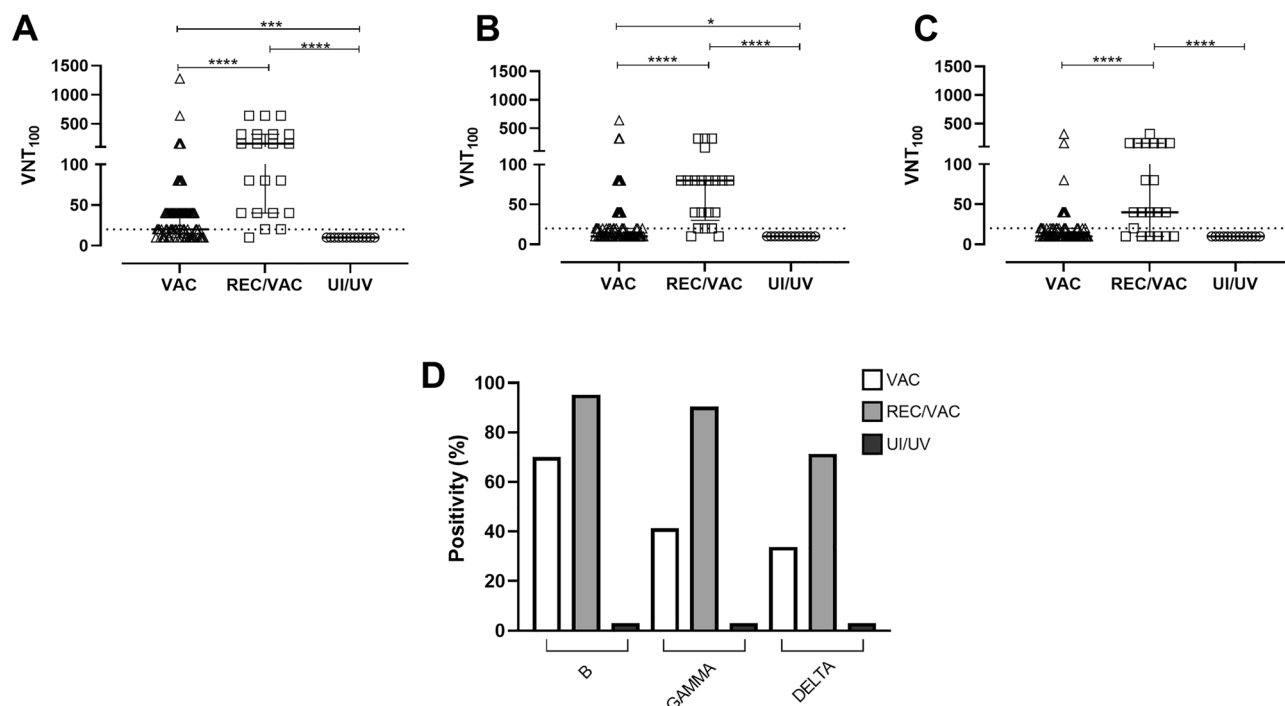 A
***
****
****
1500
1000
500
100
50
0
VNT100
VAC REC/VAC UI/UV
B
*
****
****
1500
1000
500
100
50
0
VNT100
VAC REC/VAC UI/UV
C
****
****
1500
1000
500
100
50
0
VNT100
VAC REC/VAC UI/UV
D
100
80
60
40
20
0
Positivity (%)
B GAMMA DELTA
VAC
REC/VAC
UI/UV